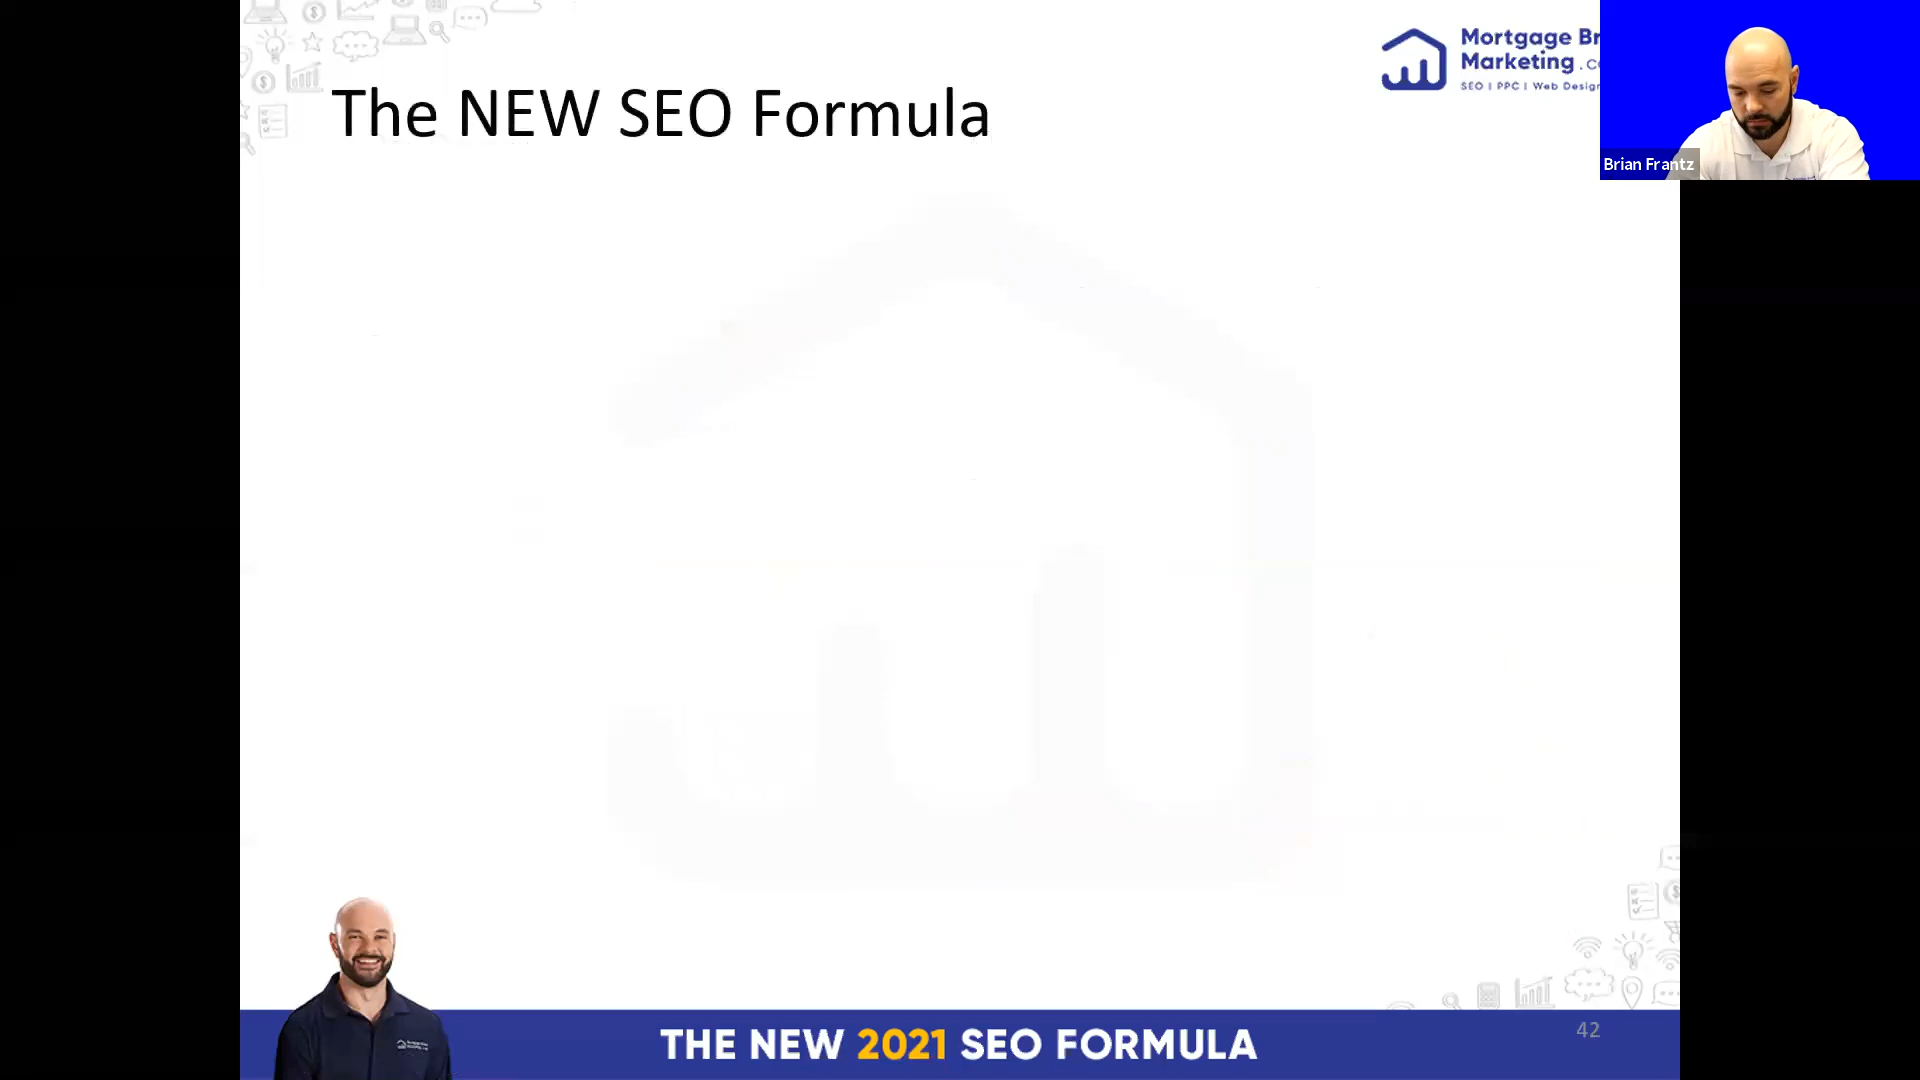 The NEW SEO Formula
Mortgage Br
Marketing .c
SEO | PPC | Web Design
Brian Frantz
THE NEW 2021 SEO FORMULA
42